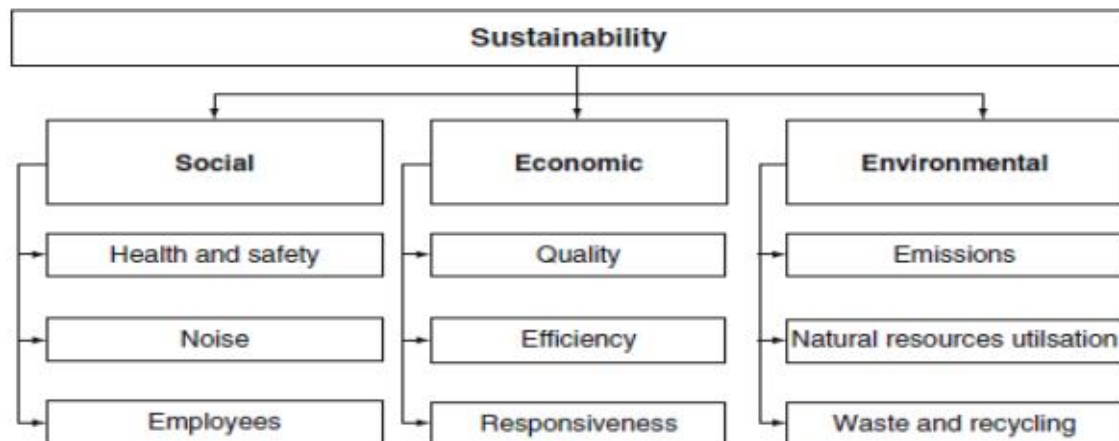 Sustainability
Social
Economic
Environmental
Health and safety
Quality
Emissions
Noise
Efficiency
Natural resources utilsation
Employees
Responsiveness
Waste and recycling